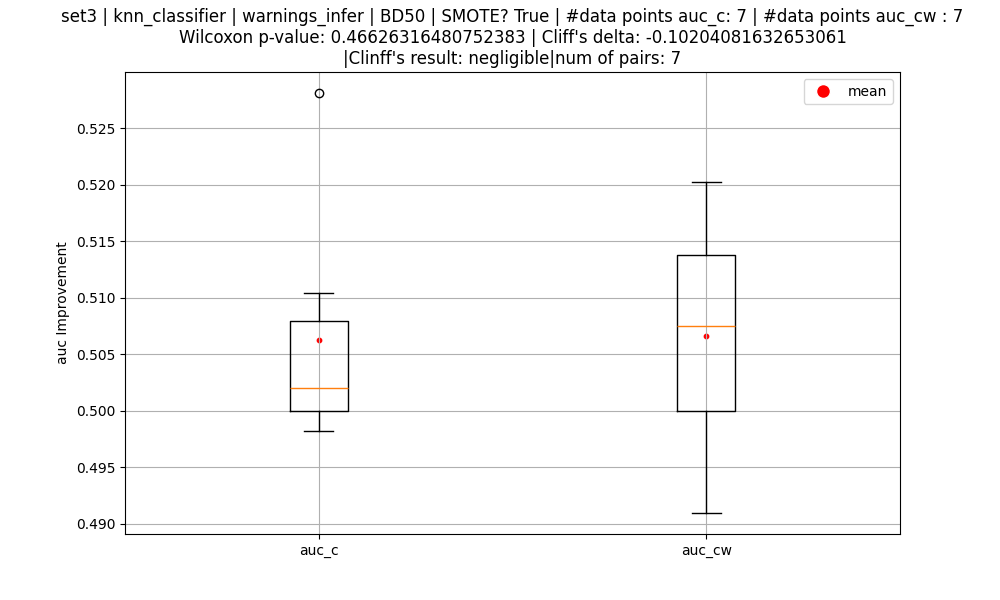 set3 | knn_classifier | warnings_infer | BD50 | SMOTE? True | #data points auc_c: 7 | #data points auc_cw : 7
Wilcoxon p-value: 0.46626316480752383 | Cliff's delta: -0.10204081632653061
|Clinff's result: negligible|num of pairs: 7
mean
0.525
0.520
0.515
0.510
0.505
0.500
0.495
0.490
auc Improvement
auc_c
auc_cw